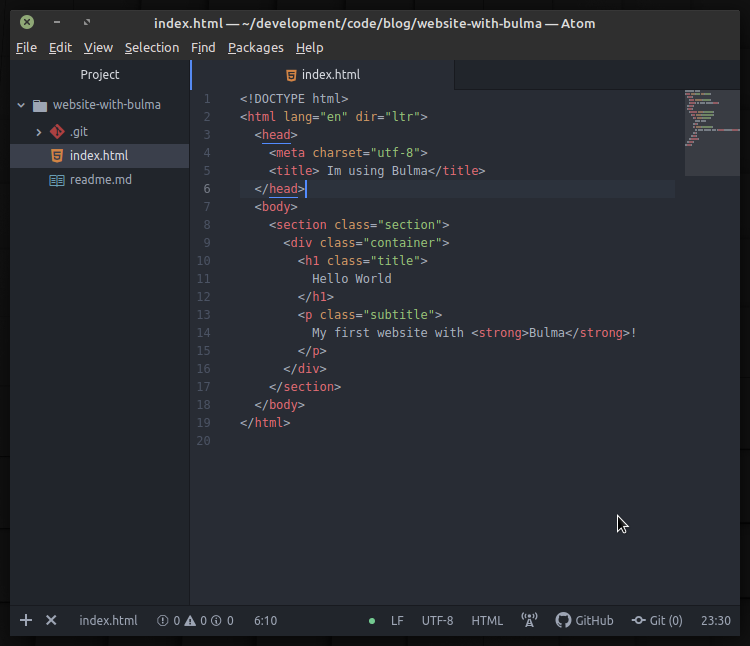 index.html — ~/development/code/blog/website-with-bulma — Atom
File Edit View Selection Find Packages Help
Project
index.html
website-with-bulma
.git
index.html
readme.md
1 <!DOCTYPE html>
2 <html lang="en" dir="ltr">
3 <head>
4 <meta charset="utf-8">
5 <title> Im using Bulma</title>
6 </head>
7 <body>
8 <section class="section">
9 <div class="container">
10 <h1 class="title">
11 Hello World
12 </h1>
13 <p class="subtitle">
14 My first website with <strong>Bulma</strong>!
15 </p>
16 </div>
17 </section>
18 </body>
19 </html>
20
index.html 0 0 0 6:10 LF UTF-8 HTML GitHub Git (0) 23:30